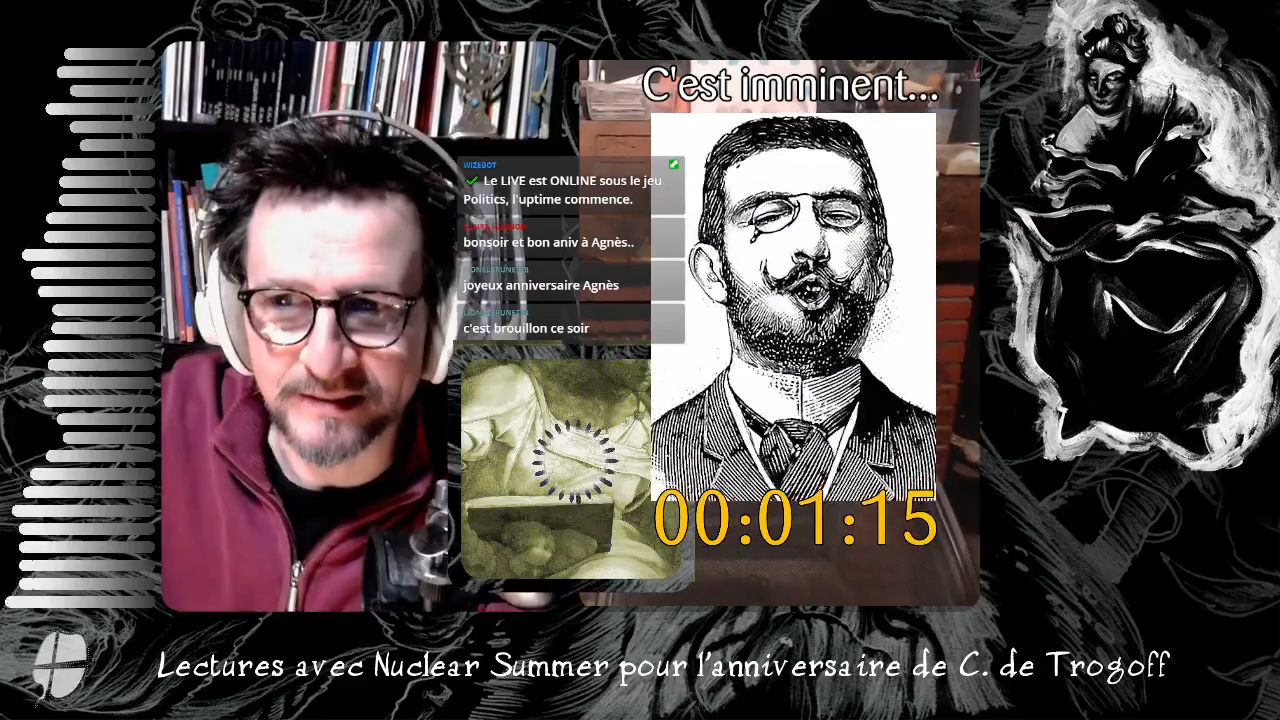 C'est imminent...
WIZEBOT
Le LIVE est ONLINE sous le jeu
Politics, l'uptime commence.
bonsoir et bon aniv à Agnès..
joyeux anniversaire Agnès
c'est brouillon ce soir
00:01:15
Lectures avec Nuclear Summer pour l'anniversaire de C. de Trogoff